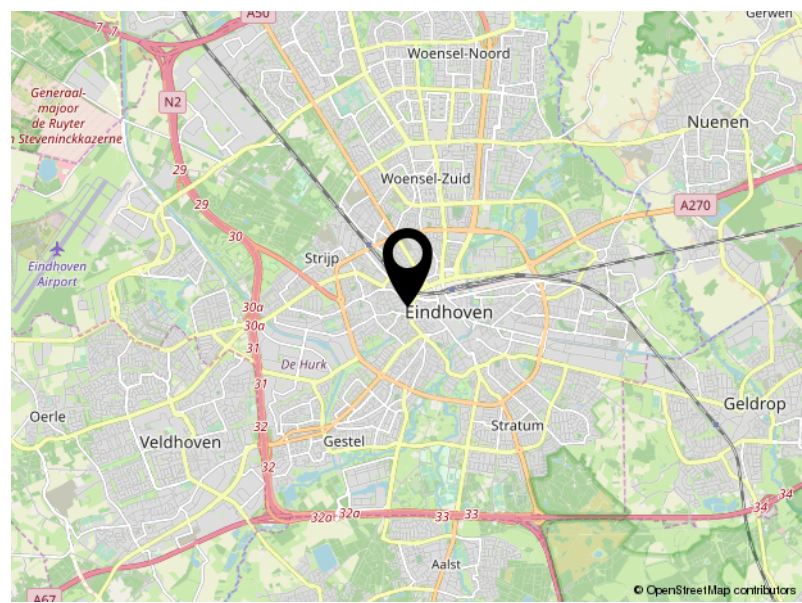 A50
Gerwen
7 7
Woensel-Noord
Generaal-
majoor
de Ruyter
n Steveninckkazerne
N2
Nuenen
29
Woensel-Zuid
29
A270
30
Strijp
Eindhoven
Airport
30a
30a
Eindhoven
31
De Hurk
31
Geldrop
Oerle
32
Stratum
Veldhoven
Gestel
32
34
34
32a 32a
33 33
Aalst
A67
© OpenStreetMap contributors